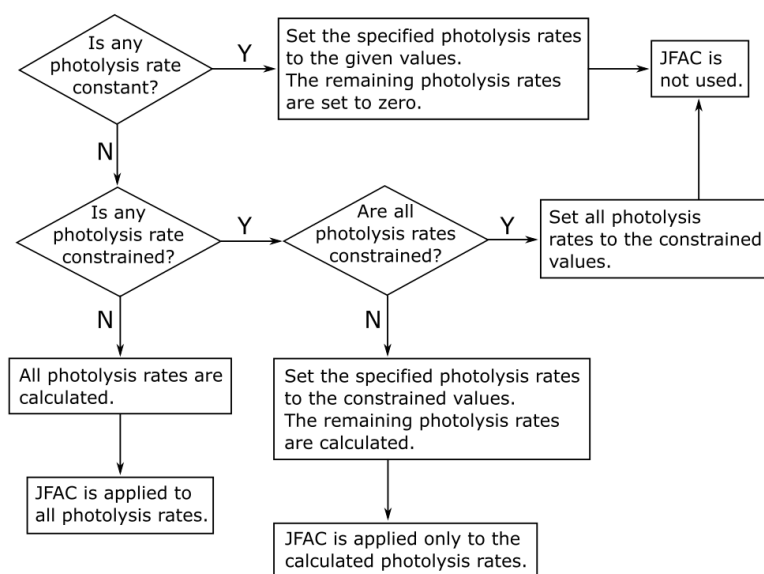 Is any
photolysis rate
constant?
Y
Set the specified photolysis rates
to the given values.
The remaining photolysis rates
are set to zero.
JFAC is
not used.
N
Is any
photolysis rate
constrained?
Y
Are all
photolysis rates
constrained?
Y
Set all photolysis
rates to the constrained
values.
N
N
All photolysis rates are
calculated.
Set the specified photolysis rates
to the constrained values.
The remaining photolysis rates
are calculated.
JFAC is applied to
all photolysis rates.
JFAC is applied only to the
calculated photolysis rates.